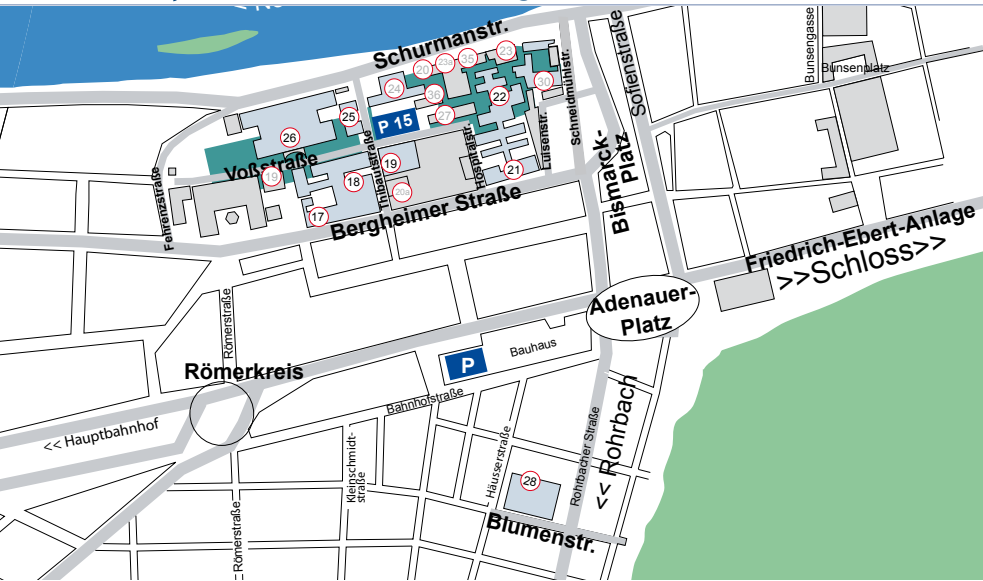 Schurmanstr.
Sofienstraße
Bunsengasse
Bunsenplatz
23
35
23a
20
24
36
30
22
27
P 15
25
26
Schneidmühlstr.
Luisenstr.
Hospitalstr.
Thibautstraße
Voßstraße
Fehrenzstraße
19
19
18
20a
21
17
Bergheimer Straße
Bismarck-
Platz
Friedrich-Ebert-Anlage
>>Schloss>>
Adenauer-
Platz
Römerstraße
Römerkreis
P
Bauhaus
Bahnhofstraße
<< Hauptbahnhof
Kleinschmidt-
straße
Häusserstraße
Rohrbacher Straße
<< Rohrbach
28
Blumenstr.
Römerstraße